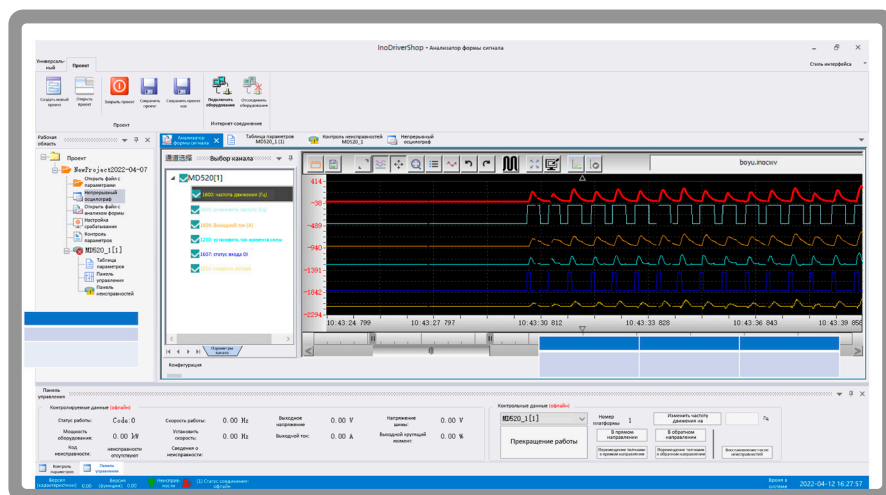 InoDriverShop - Анализатор формы сигнала
Универсаль-
ный
Проект
Стиль интерфейса
Создать новый
проект
Открыть
проект
Закрыть проект
Сохранить
проект
Сохранить проект
как
Подключить
оборудование
Отсоединить
оборудование
Проект
Интернет-соединение
Рабочая
область
Анализатор
формы сигнала
Таблица параметров
MD520_1 (1)
Контроль неисправностей
MD520_1
Непрерывный
осциллограф
Проект
NewProject2022-04-07
Открыть файл с
параметрами
Непрерывный
осциллограф
Открыть файл с
анализом формы
Настройка
срабатывания
Контроль
параметров
MD520_1[1]
Таблица
параметров
Панель
управления
Панель
неисправностей
通道选择
Выбор канала
MD520[1]
1600: частота движения (Гц)
1604: Выходной ток (А)
1607: статус входа DI
Параметры
канала
Конфигурация
boyu.inocwv
414
-38
-489
-940
-1391
-1842
-2294
10:43:24 799
10:43:27 797
10:43:30 812
10:43:33 828
10:43:36 843
10:43:39 858
Панель
управления
Контролируемые данные (офлайн)
Статус работы:
Code:0
Скорость работы:
0.00 Hz
Выходное
напряжение
0.00 V
Напряжение
шины:
0.00 V
Мощность
оборудования:
0.00 kW
Установить
скорость:
0.00 Hz
Выходной ток:
0.00 A
Выходной крутящий
момент:
0.00 %
Код
неисправности:
неисправности
отсутствуют
Сведения о
неисправности:
Контрольные данные (офлайн)
MD520_1[1]
Номер
платформы
1
Изменить частоту
движения на
Гц
Прекращение работы
В прямом
направлении
В обратном
направлении
Перемещение толчками
в прямом направлении
Перемещение толчками
в обратном направлении
Восстановление после
неисправностей
Контроль
параметров
Панель
управления
Версия
(характеристики) 0.00
Версия
(функция) 0.00
Неисправ-
ности
(1) Статус соединения:
офлайн
Время в
системе
2022-04-12 16:27:57